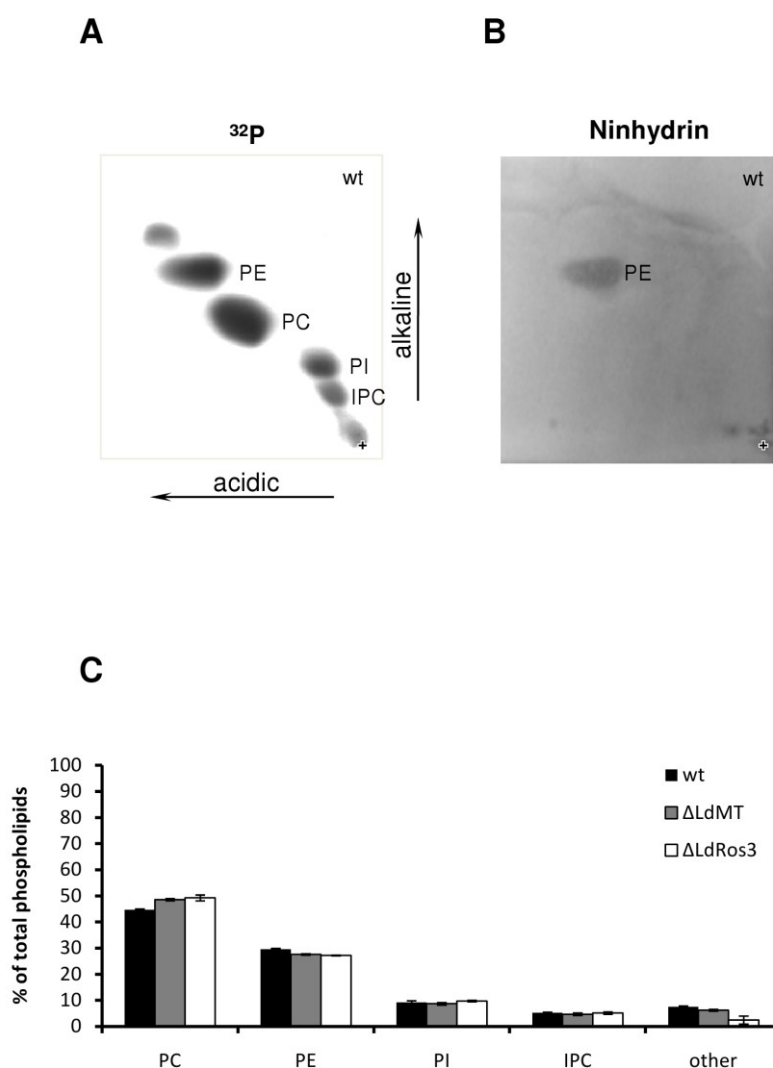 A
B
³²P
Ninhydrin
wt
wt
PE
PC
PI
IPC
+
alkaline
acidic
PE
+
C
% of total phospholipids
100
90
80
70
60
50
40
30
20
10
0
PC
PE
PI
IPC
other
wt
ΔLdMT
ΔLdRos3